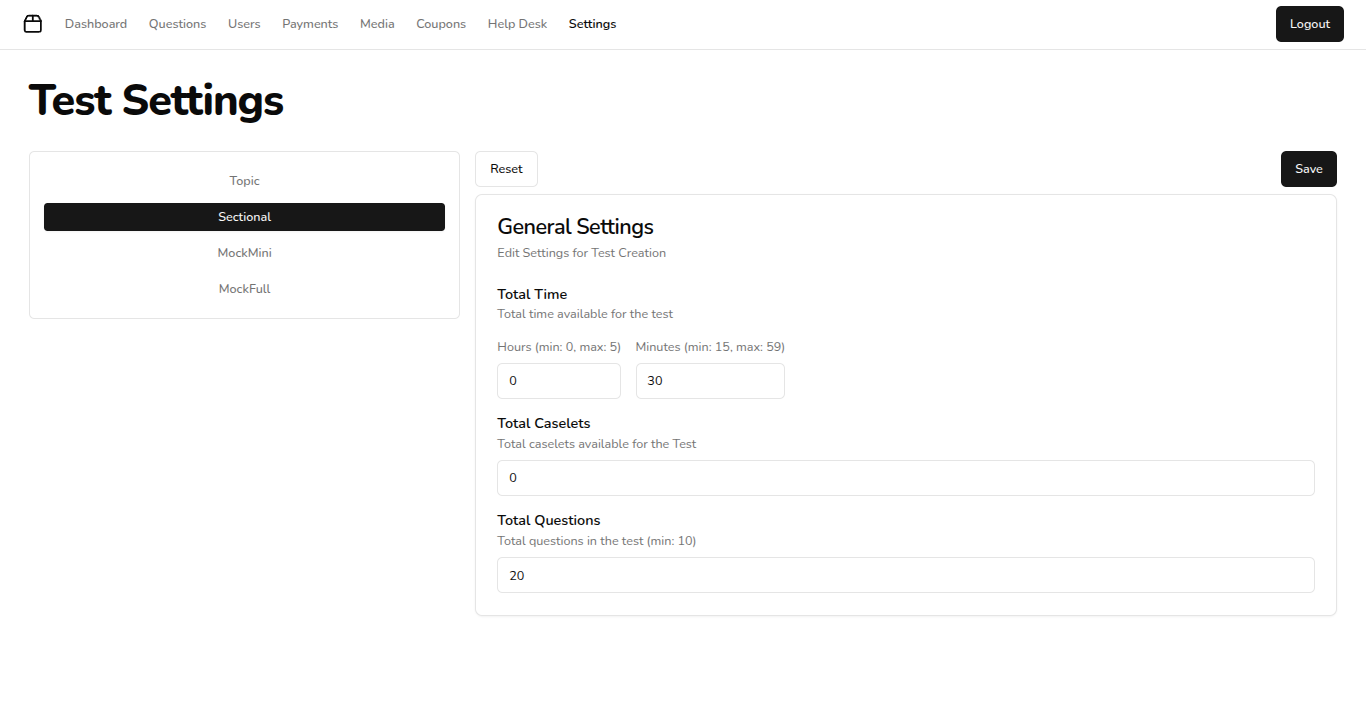 Dashboard Questions Users Payments Media Coupons Help Desk Settings Logout
Test Settings
Topic
Sectional
MockMini
MockFull
Reset Save
General Settings
Edit Settings for Test Creation
Total Time
Total time available for the test
Hours (min: 0, max: 5) Minutes (min: 15, max: 59)
0 30
Total Caselets
Total caselets available for the Test
0
Total Questions
Total questions in the test (min: 10)
20